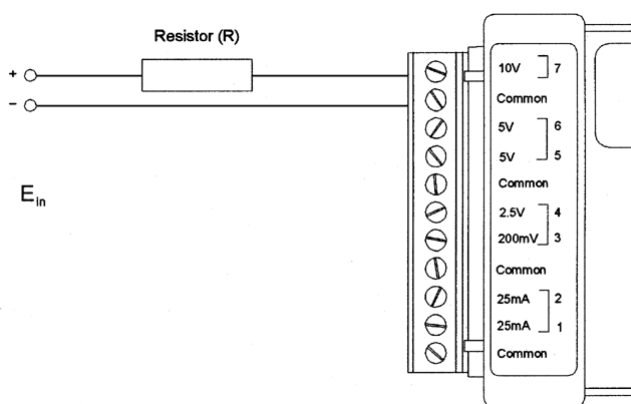 Resistor (R)
+
−
E in
10V 7
Common
5V 6
5V 5
Common
2.5V 4
200mV 3
Common
25mA 2
25mA 1
Common